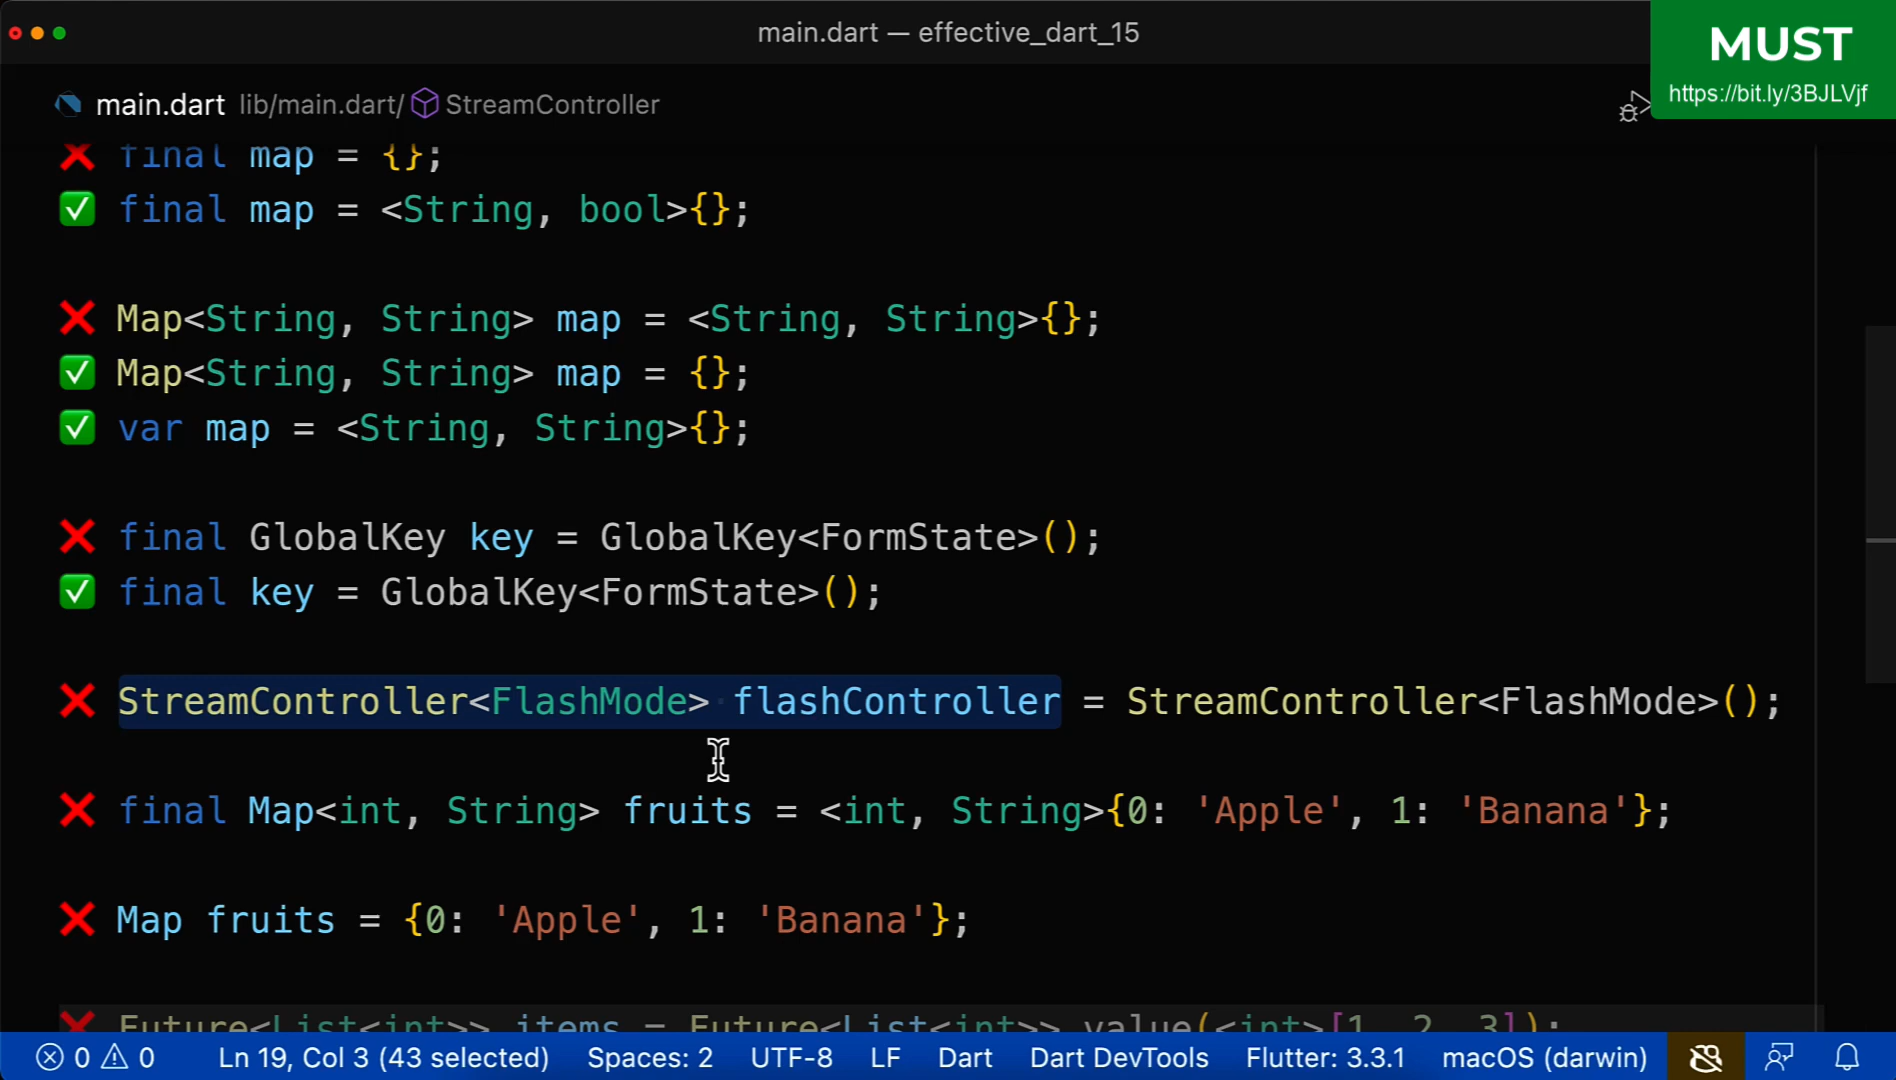 main.dart — effective_dart_15
MUST
https://bit.ly/3BJLVjf
main.dart lib/main.dart/ StreamController
❌ final map = {};
✅ final map = <String, bool>{};
❌ Map<String, String> map = <String, String>{};
✅ Map<String, String> map = {};
✅ var map = <String, String>{};
❌ final GlobalKey key = GlobalKey<FormState>();
✅ final key = GlobalKey<FormState>();
❌ StreamController<FlashMode> flashController = StreamController<FlashMode>();
❌ final Map<int, String> fruits = <int, String>{0: 'Apple', 1: 'Banana'};
❌ Map fruits = {0: 'Apple', 1: 'Banana'};
❌ Future<List<int>> items = Future<List<int>>.value(<int>[1, 2, 3]);
0 0 Ln 19, Col 3 (43 selected) Spaces: 2 UTF-8 LF Dart Dart DevTools Flutter: 3.3.1 macOS (darwin)